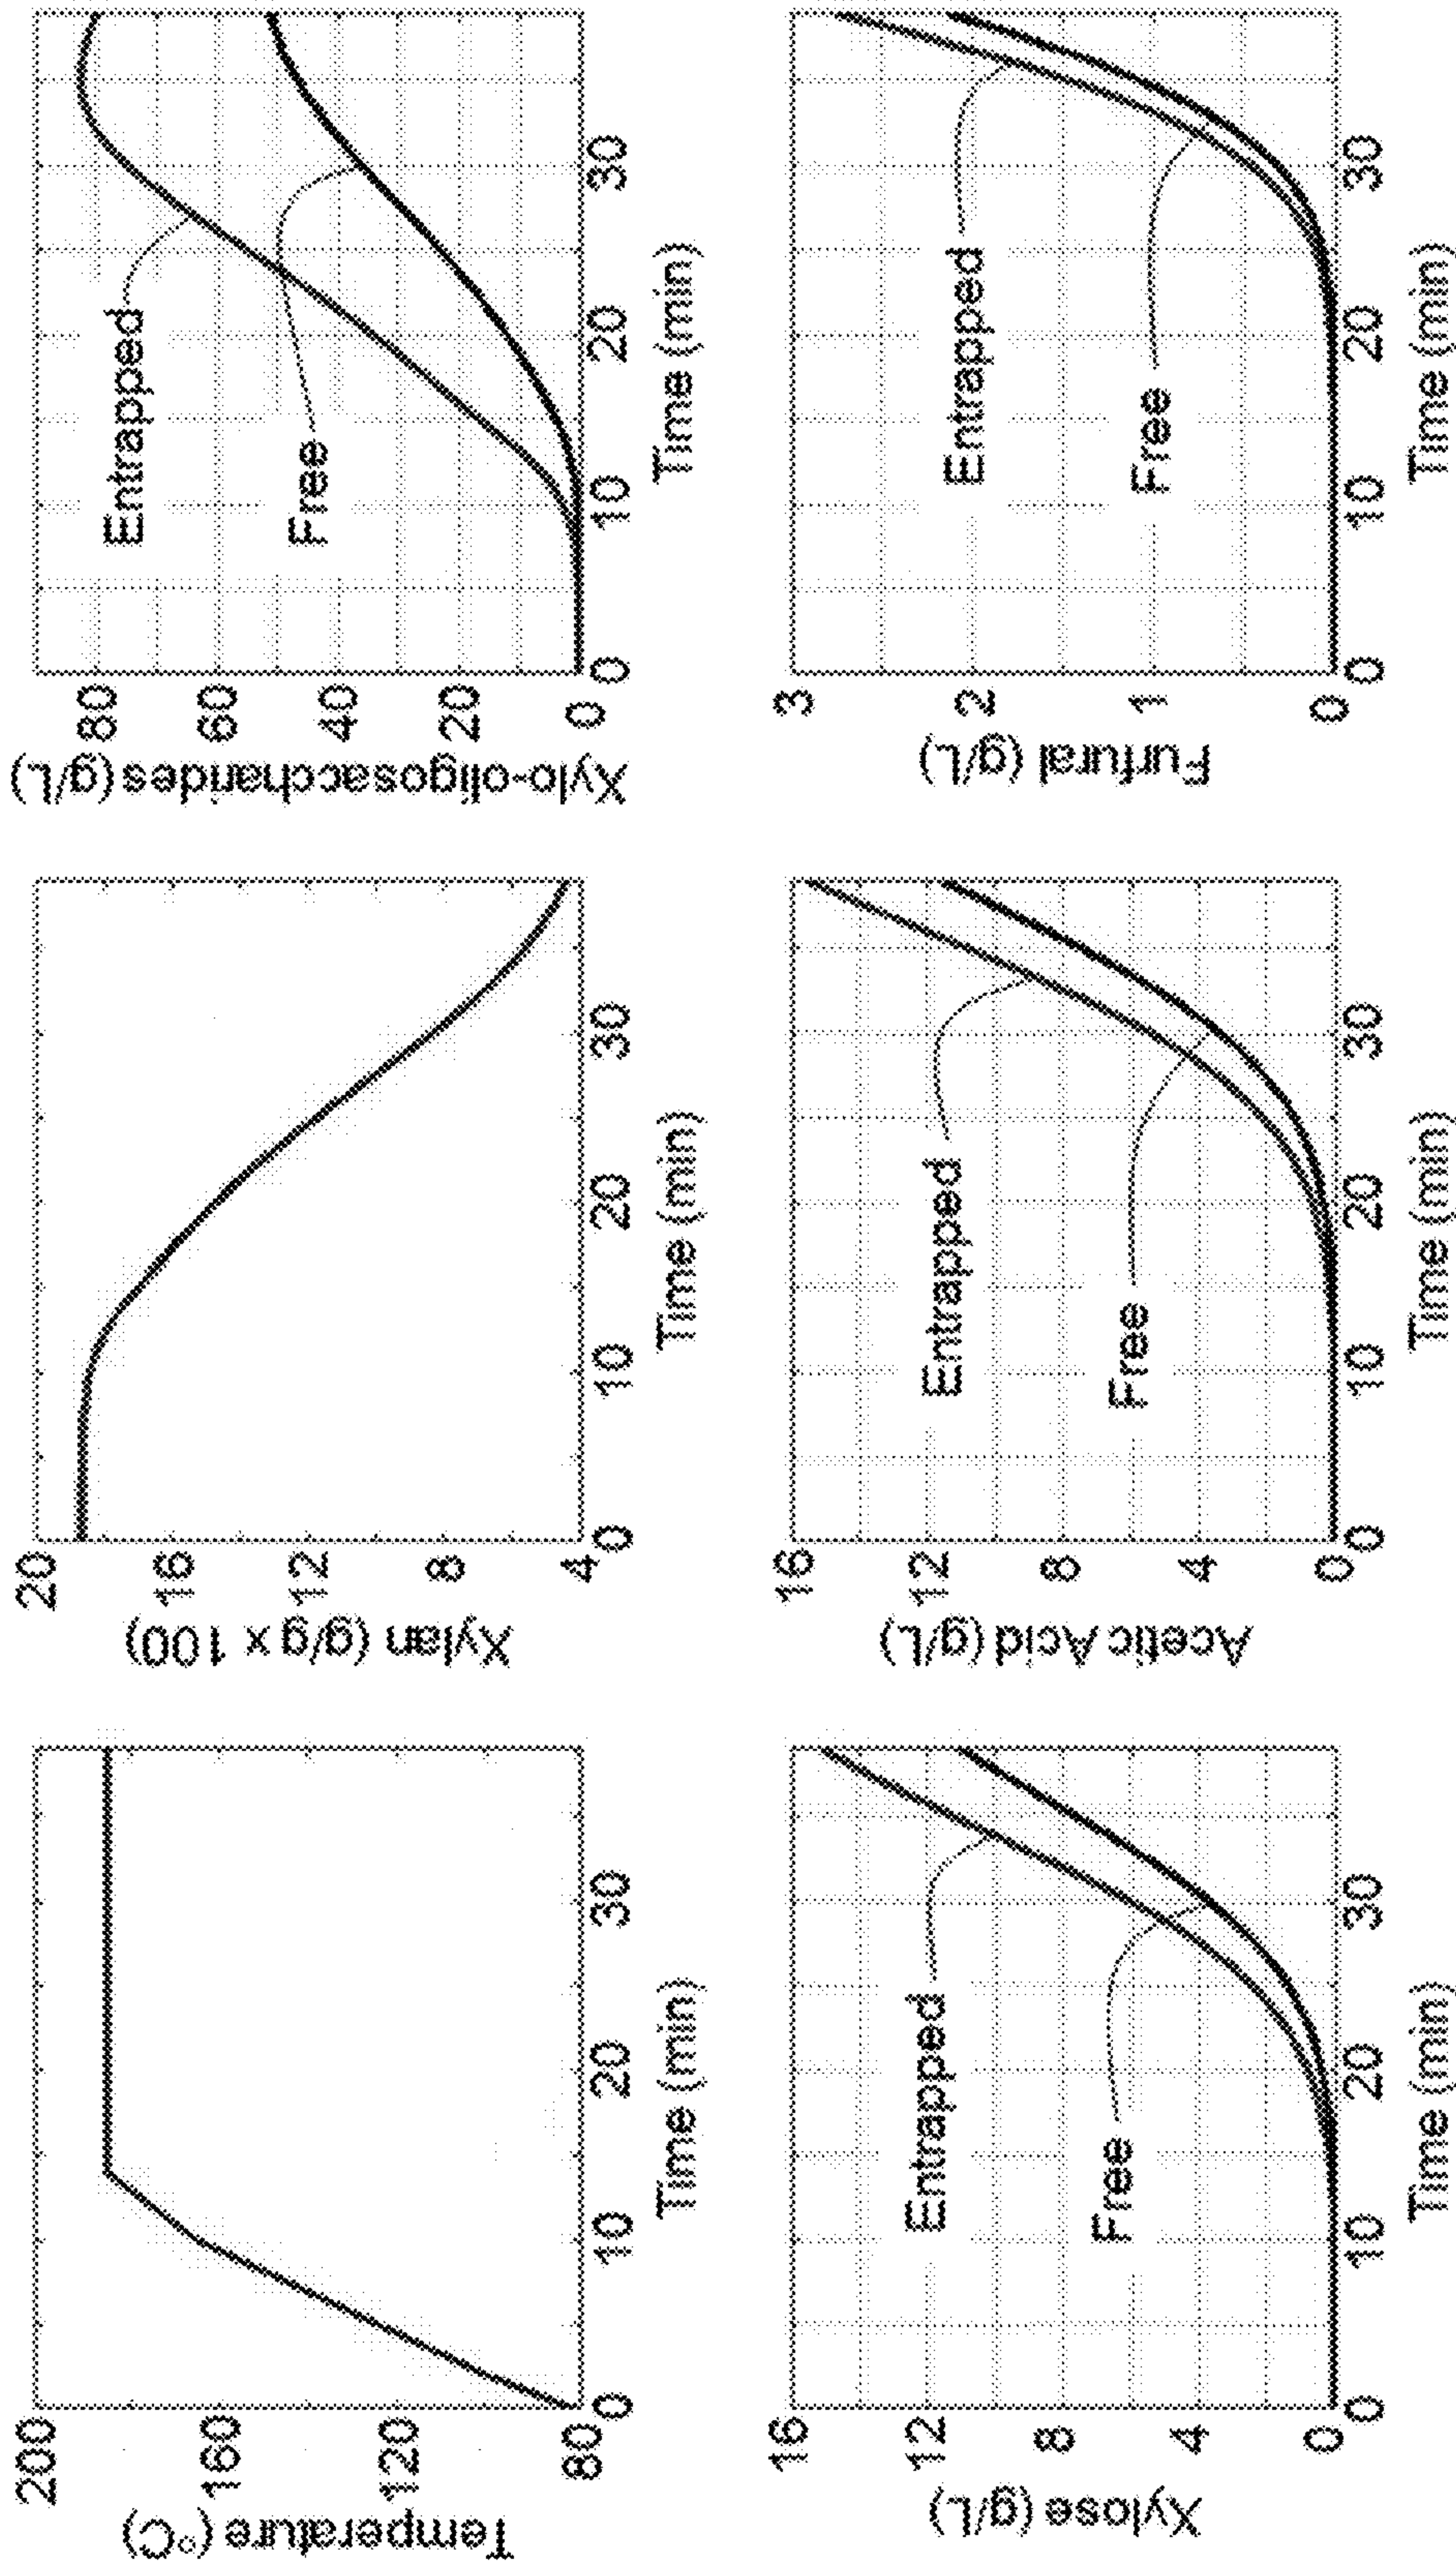 Temperature (°C)
200
160
120
80
0
10
20
30
Time (min)
Xylan (g/g x 100)
20
16
12
8
4
0
10
20
30
Time (min)
Xylo-oligosaccharides (g/L)
80
60
40
20
0
Entrapped
Free
0
10
20
30
Time (min)
Xylose (g/L)
16
12
8
4
0
Entrapped
Free
0
10
20
30
Time (min)
Acetic Acid (g/L)
16
12
8
4
0
Entrapped
Free
0
10
20
30
Time (min)
Furfural (g/L)
3
2
1
0
Entrapped
Free
0
10
20
30
Time (min)